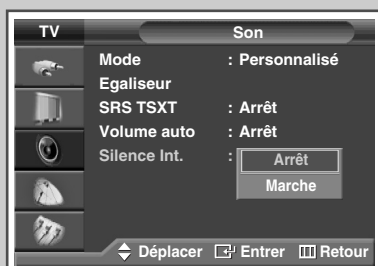 TV Son
Mode : Personnalisé
Egaliseur
SRS TSXT : Arrêt
Volume auto : Arrêt
Silence Int. : Arrêt
Marche
Déplacer Entrer Retour